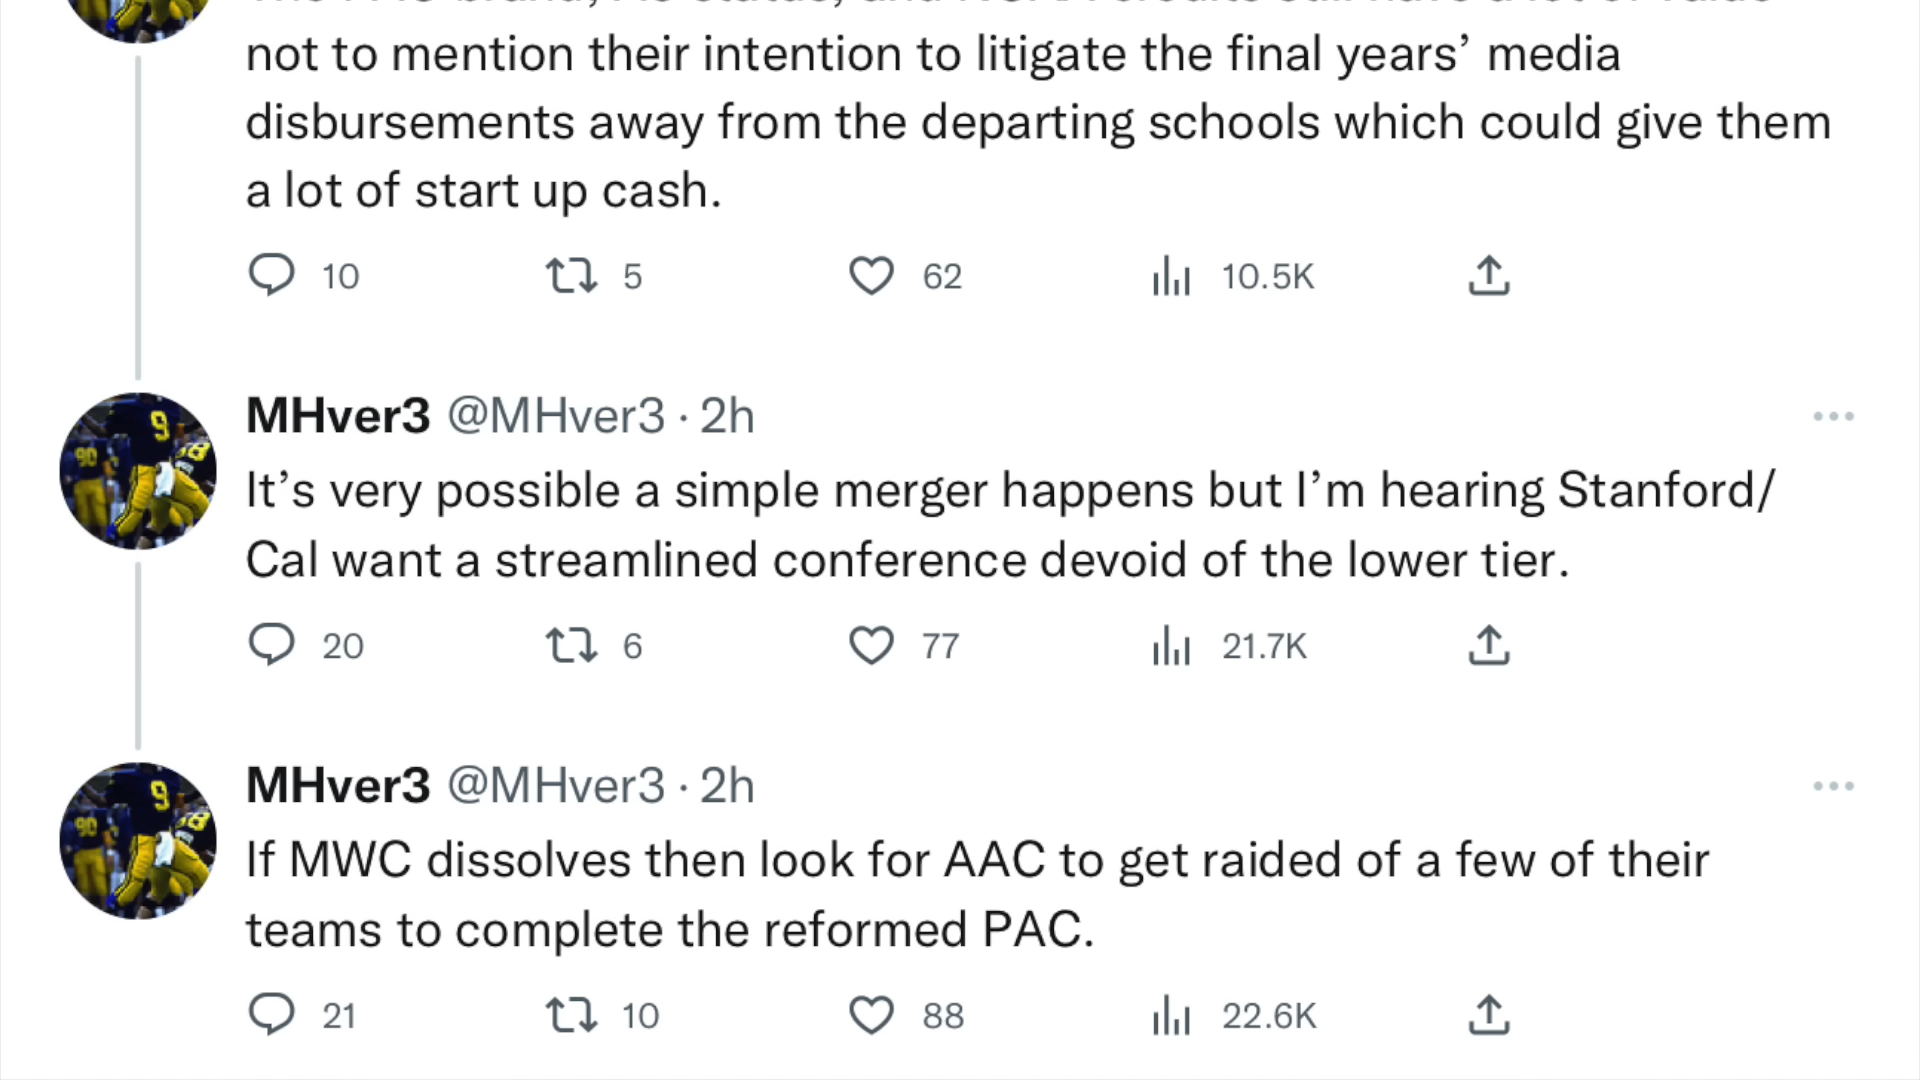 not to mention their intention to litigate the final years’ media
disbursements away from the departing schools which could give them
a lot of start up cash.
10 5 62 10.5K
MHver3 @MHver3 · 2h
It’s very possible a simple merger happens but I’m hearing Stanford/
Cal want a streamlined conference devoid of the lower tier.
20 6 77 21.7K
MHver3 @MHver3 · 2h
If MWC dissolves then look for AAC to get raided of a few of their
teams to complete the reformed PAC.
21 10 88 22.6K